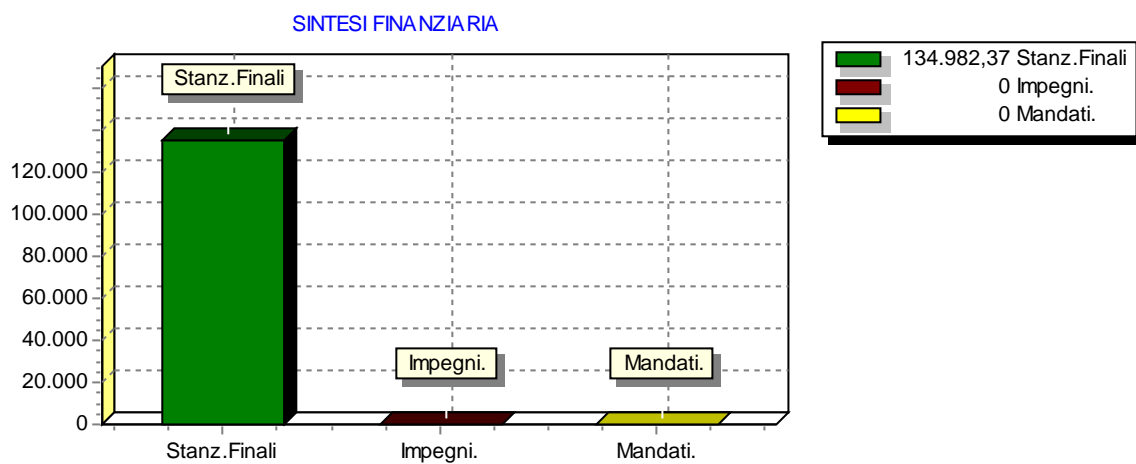 SINTESI FINANZIARIA
134.982,37 Stanz.Finali
0 Impegni.
0 Mandati.
Stanz.Finali
Impegni.
Mandati.
120.000
100.000
80.000
60.000
40.000
20.000
0
Stanz.Finali
Impegni.
Mandati.